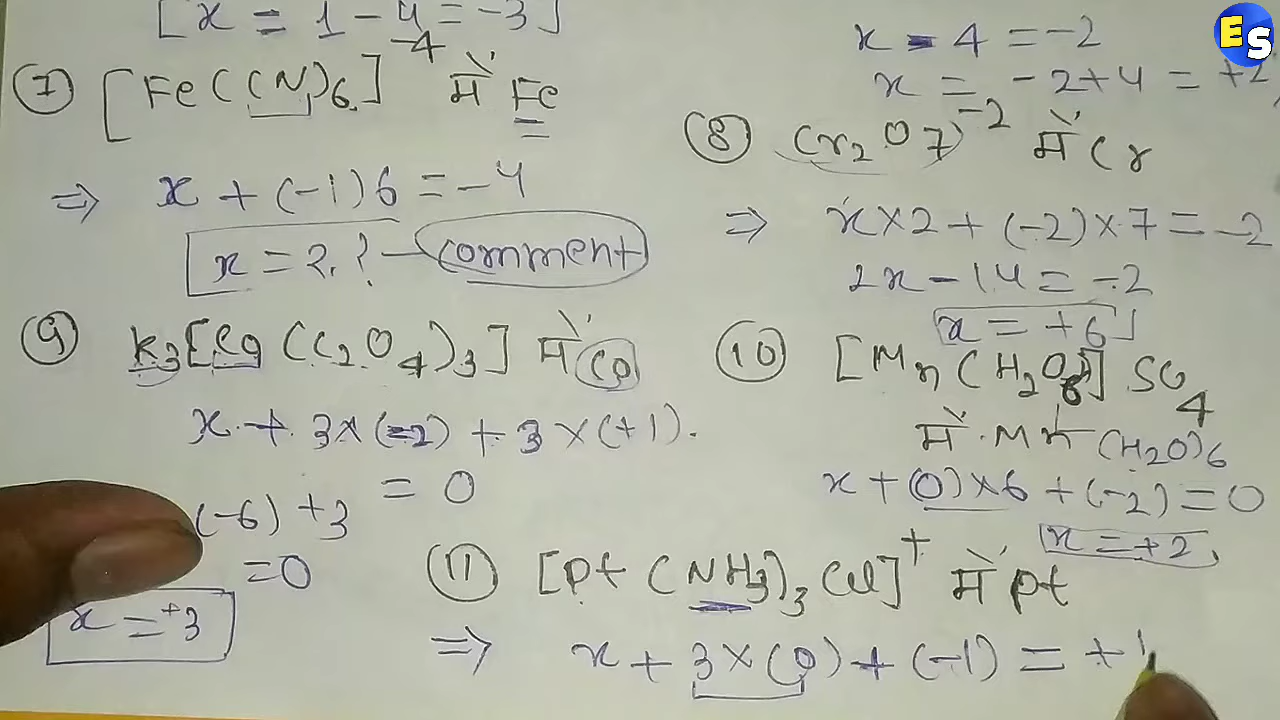 [x = 1 - 4 = -3]
⑦ [Fe(CN)6]-4 में Fe
⇒ x + (-1)6 = -4
x = ?.? - comment
⑨ K3[Co(C2O4)3] में Co
x + 3×(-2) + 3×(+1).
= 0
(-6) +3
=0
x = +3
x - 4 = -2
x = -2+4 = +2
⑧ (Cr2O7)-2 में Cr
⇒ x×2 + (-2)×7 = -2
2x - 14 = -2
x = +6
⑩ [Mn(H2O)6] SO4
में Mn (H2O)6
x + (0)×6 + (-2) = 0
x = +2
⑪ [Pt(NH3)3Cl]+ में Pt
⇒ x + 3×(0) + (-1) = +1
ES